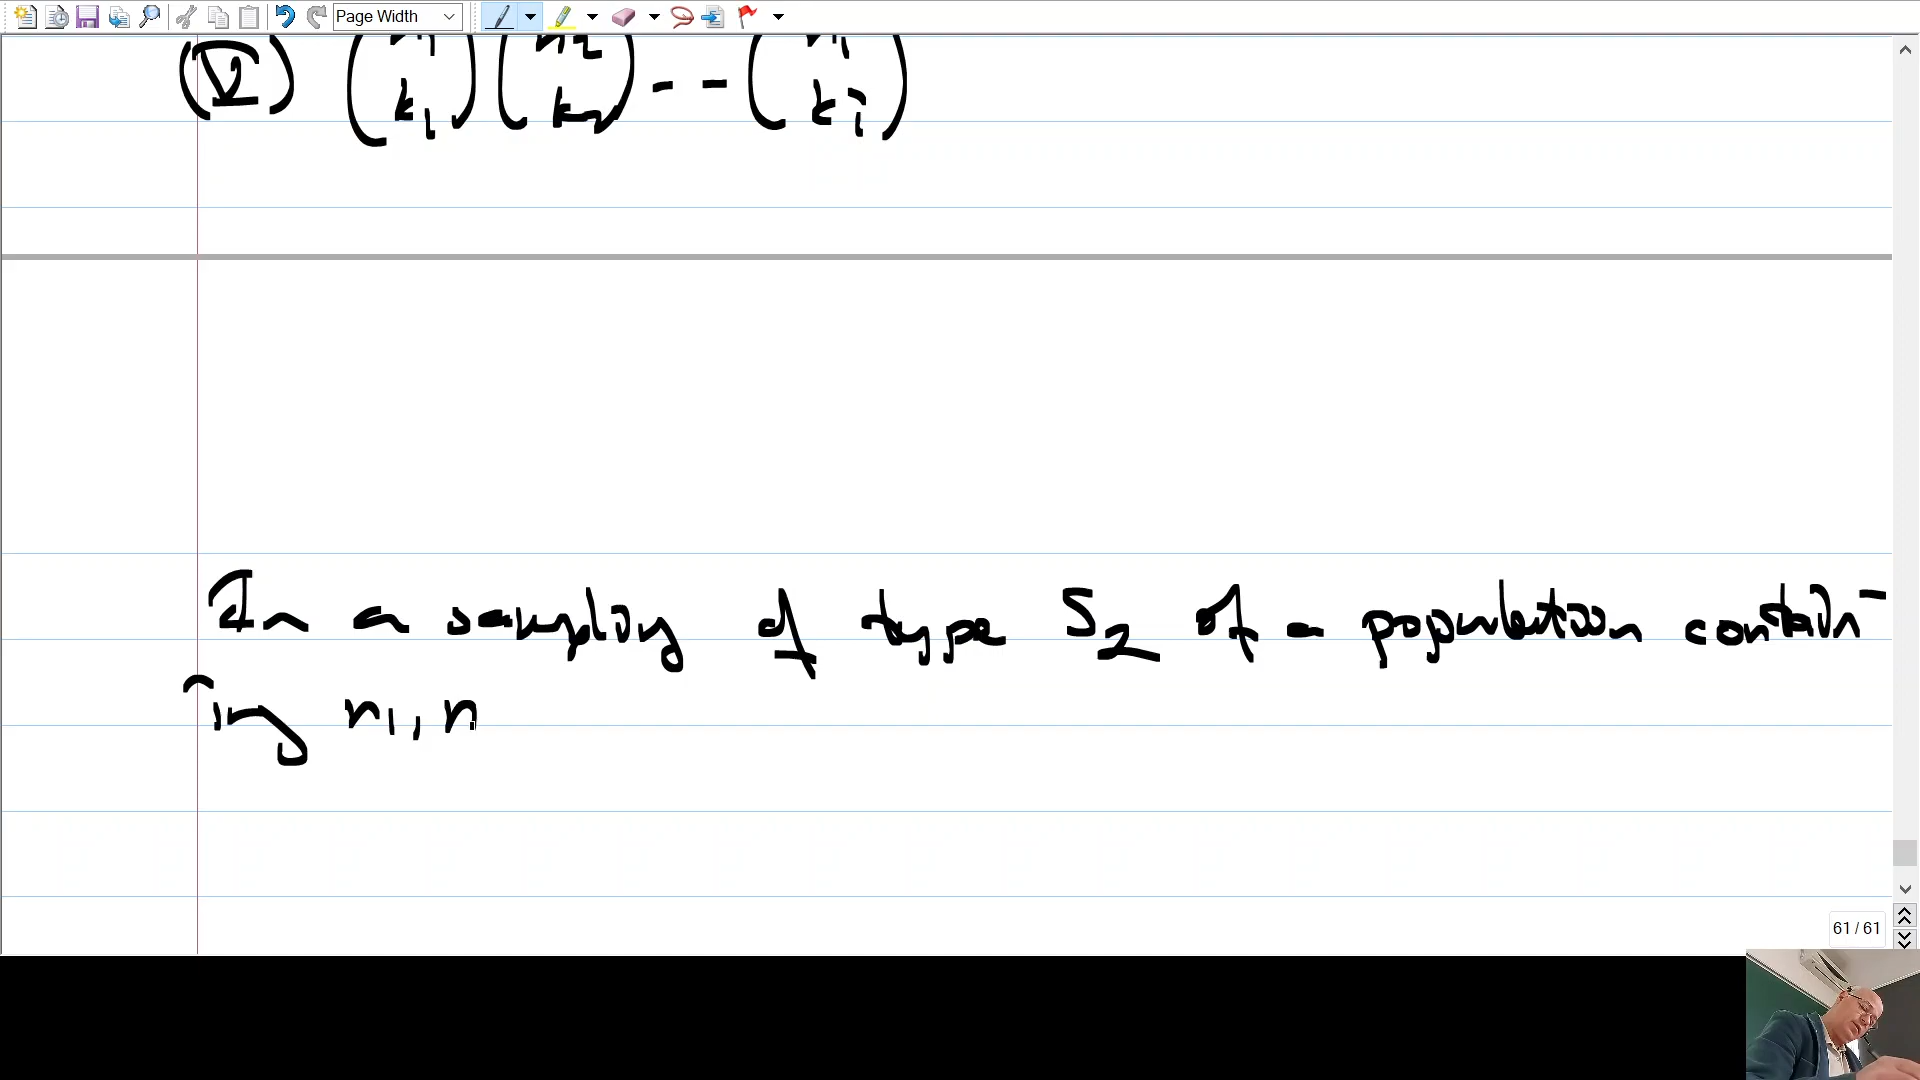 Page Width
(V) (n1 k1) (n2 k2) - - (ni ki)
In a sampling of type S2 of a population contain-
ing n1, n
61 / 61